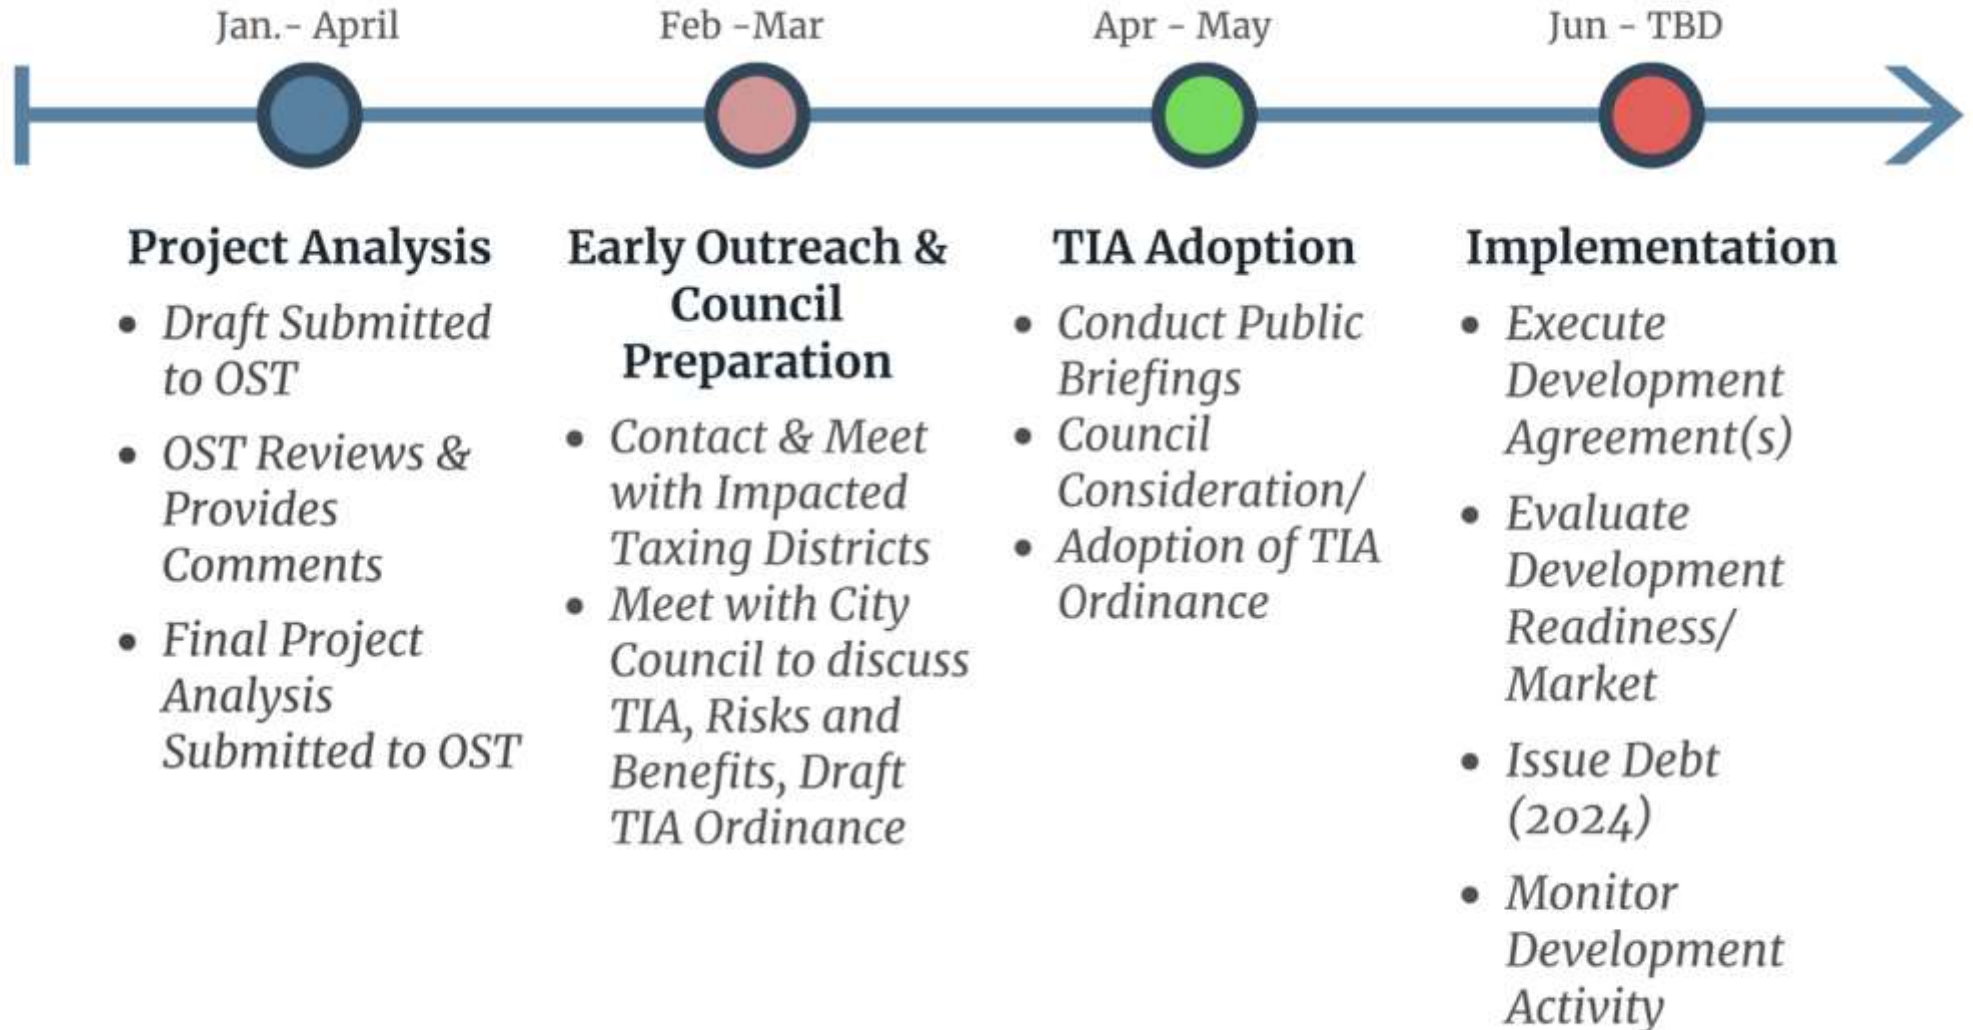 Jan.- April
Feb -Mar
Apr - May
Jun - TBD
Project Analysis
• Draft Submitted
to OST
• OST Reviews &
Provides
Comments
• Final Project
Analysis
Submitted to OST
Early Outreach &
Council
Preparation
• Contact & Meet
with Impacted
Taxing Districts
• Meet with City
Council to discuss
TIA, Risks and
Benefits, Draft
TIA Ordinance
TIA Adoption
• Conduct Public
Briefings
• Council
Consideration/
• Adoption of TIA
Ordinance
Implementation
• Execute
Development
Agreement(s)
• Evaluate
Development
Readiness/
Market
• Issue Debt
(2024)
• Monitor
Development
Activity